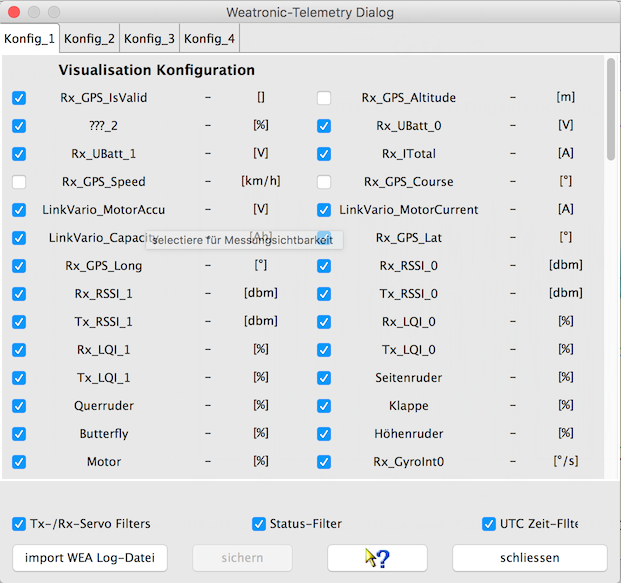 Weatronic-Telemetry Dialog
Konfig_1 Konfig_2 Konfig_3 Konfig_4
Visualisation Konfiguration
Rx_GPS_IsValid – [] Rx_GPS_Altitude – [m]
???_2 – [%] Rx_UBatt_0 – [V]
Rx_UBatt_1 – [V] Rx_ITotal – [A]
Rx_GPS_Speed – [km/h] Rx_GPS_Course – [°]
LinkVario_MotorAccu – [V] LinkVario_MotorCurrent – [A]
LinkVario_Capacity – [Ah] Rx_GPS_Lat – [°]
selectiere für Messungsichtbarkeit
Rx_GPS_Long – [°] Rx_RSSI_0 – [dbm]
Rx_RSSI_1 – [dbm] Tx_RSSI_0 – [dbm]
Tx_RSSI_1 – [dbm] Rx_LQI_0 – [%]
Rx_LQI_1 – [%] Tx_LQI_0 – [%]
Tx_LQI_1 – [%] Seitenruder – [%]
Querruder – [%] Klappe – [%]
Butterfly – [%] Höhenruder – [%]
Motor – [%] Rx_GyroInt0 – [°/s]
Tx-/Rx-Servo Filters Status-Filter UTC Zeit-FIlte
import WEA Log-Datei sichern ? schliessen